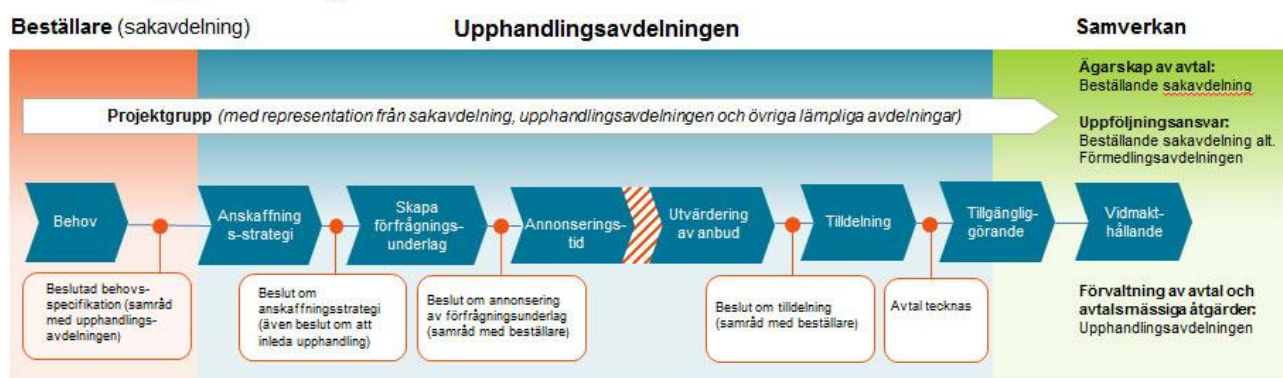 Beställare (sakavdelning)
Upphandlingsavdelningen
Samverkan
Ägarskap av avtal:
Beställande sakavdelning
Projektgrupp (med representation från sakavdelning, upphandlingsavdelningen och övriga lämpliga avdelningar)
Uppföljningsansvar:
Beställande sakavdelning alt.
Förmedlingsavdelningen
Behov
Anskaffning
s-strategi
Skapa
förfrågnings-
underlag
Annonserings-
tid
Utvärdering
av anbud
Tilldelning
Tillgänglig-
görande
Vidmakt-
hållande
Beslutad behovs-
specifikation (samråd
med upphandlings-
avdelningen)
Beslut om
anskaffningsstrategi
(även beslut om att
inleda upphandling)
Beslut om annonsering
av förfrågningsunderlag
(samråd med beställare)
Beslut om tilldelning
(samråd med beställare)
Avtal tecknas
Förvaltning av avtal och
avtalsmässiga åtgärder:
Upphandlingsavdelningen